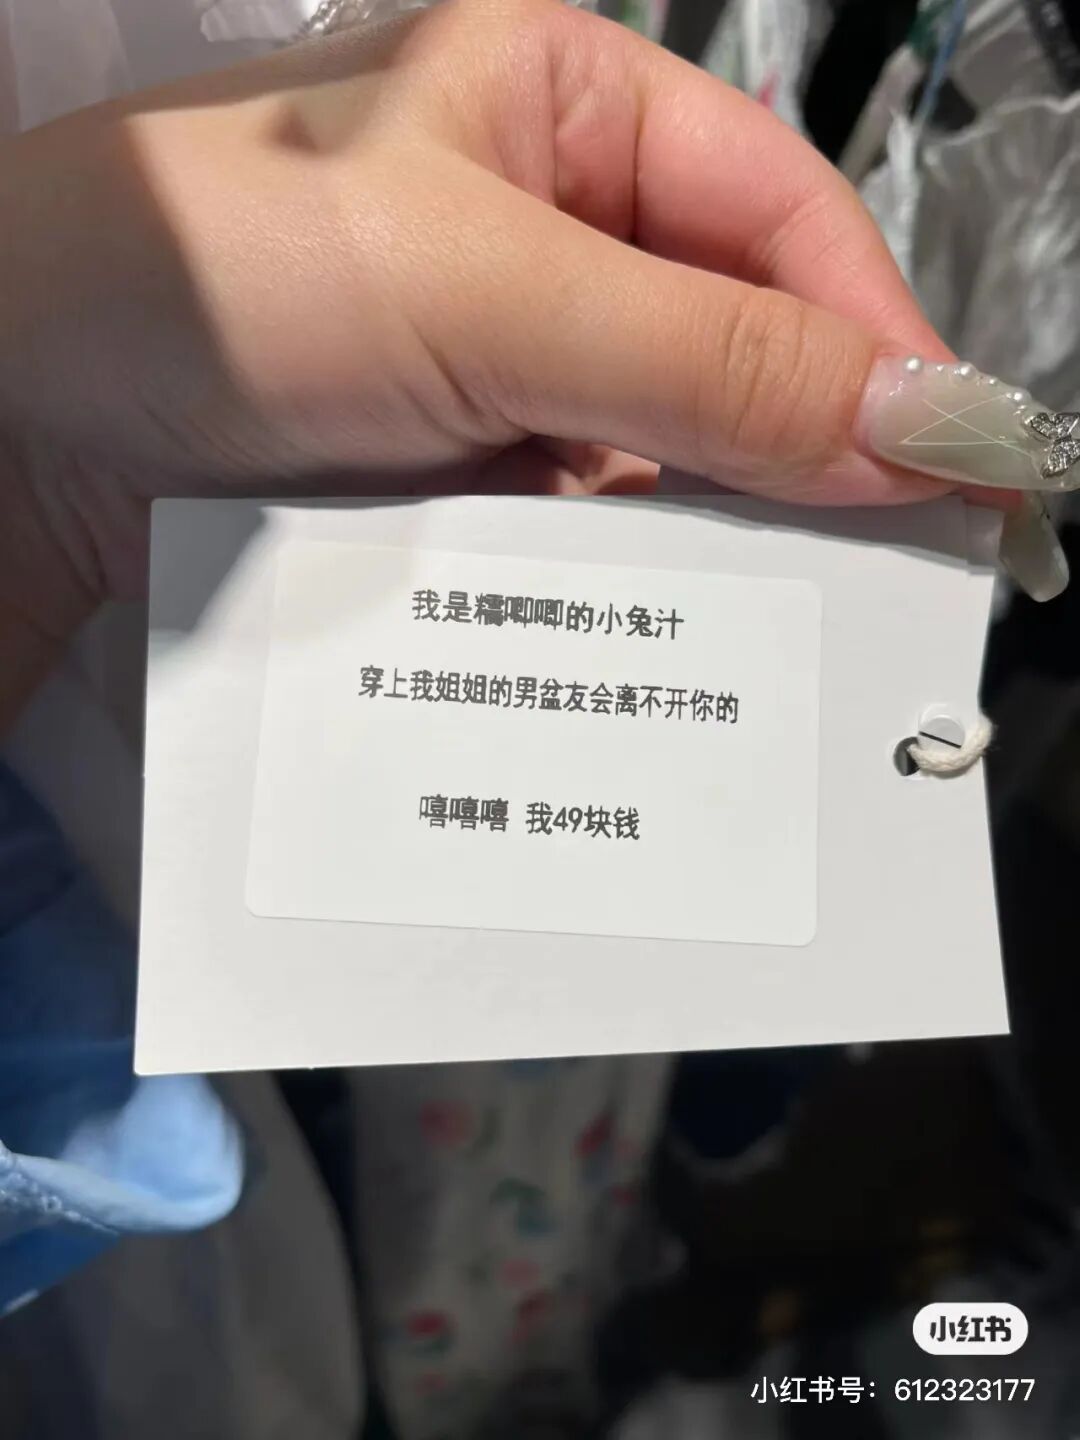 我是糯唧唧的小兔汁
穿上我姐姐的男盆友会离不开你的
嘻嘻嘻 我49块钱
小红书
小红书号：612323177